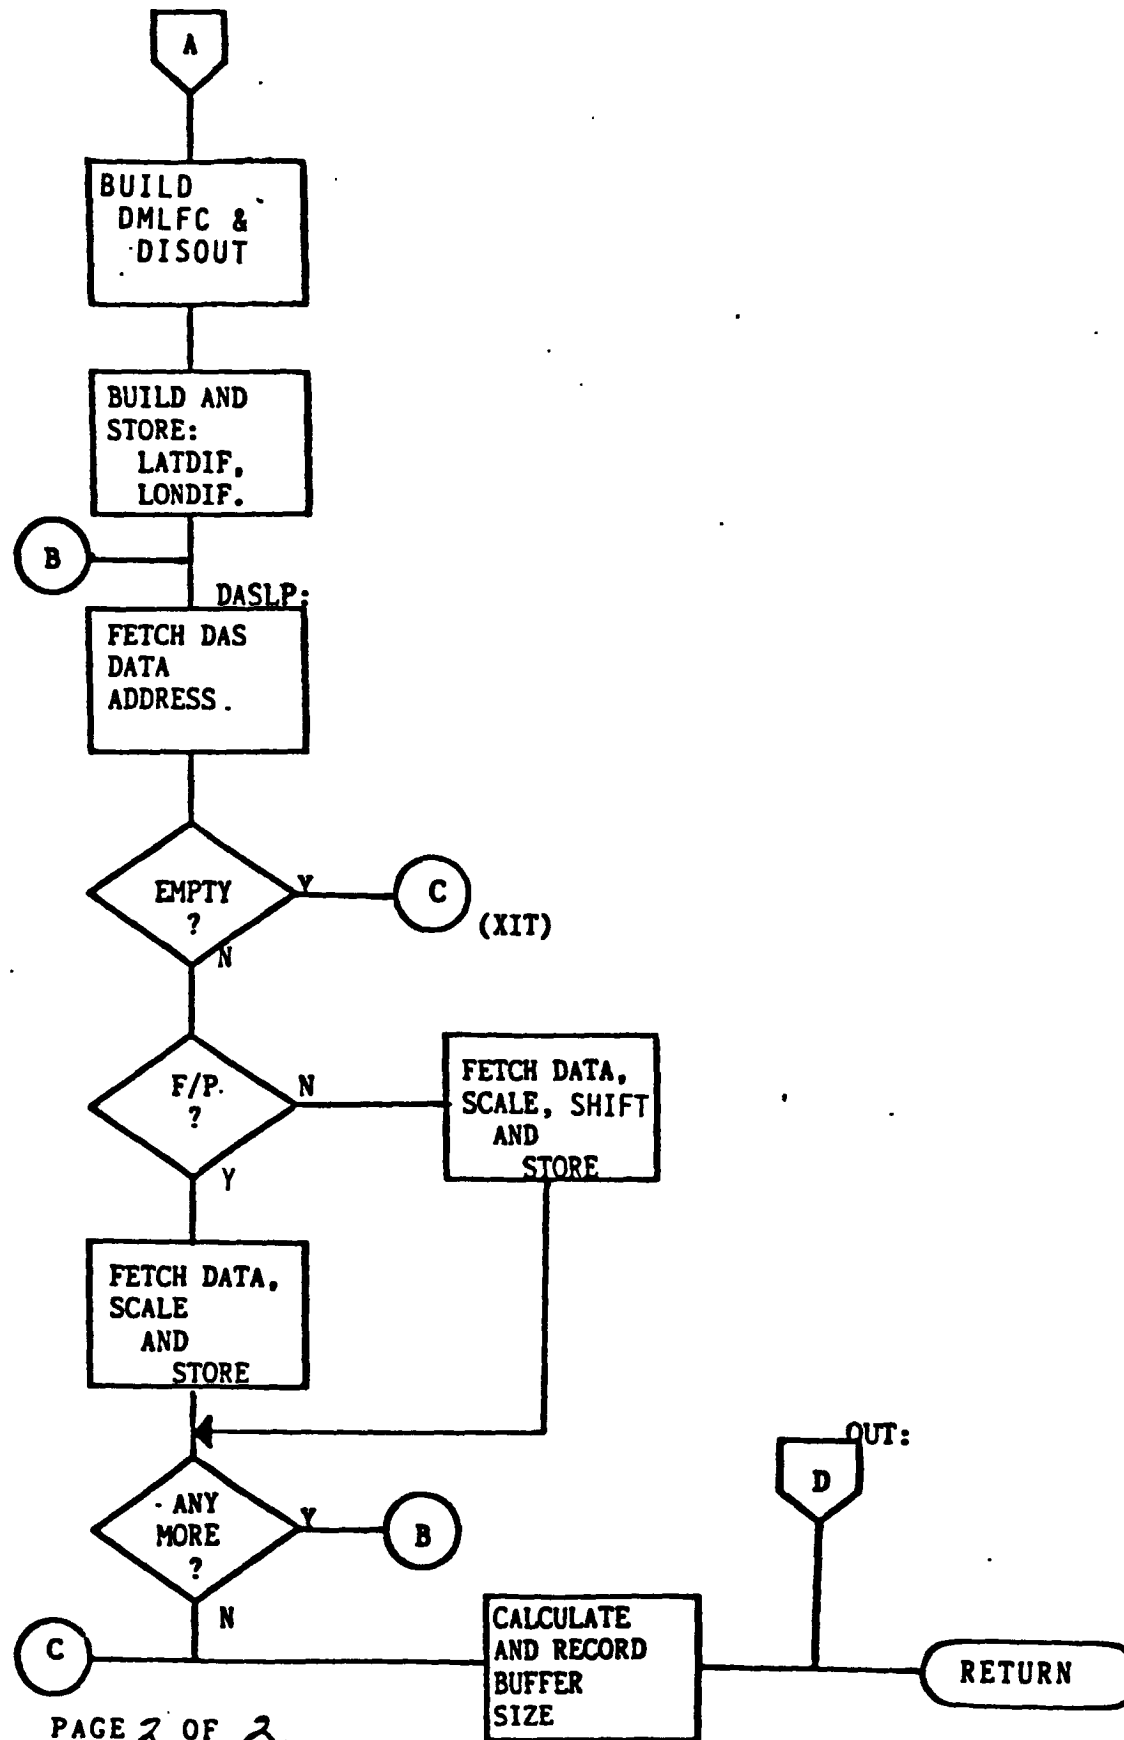 A
BUILD
DMLFC &
DISOUT
BUILD AND
STORE:
LATDIF,
LONDIF.
B
DASLP:
FETCH DAS
DATA
ADDRESS.
EMPTY
?
Y
C
(XIT)
N
F/P.
?
N
FETCH DATA,
SCALE, SHIFT
AND
STORE
Y
FETCH DATA,
SCALE
AND
STORE
OUT:
D
ANY
MORE
?
Y
B
N
C
CALCULATE
AND RECORD
BUFFER
SIZE
RETURN
PAGE 2 OF 2